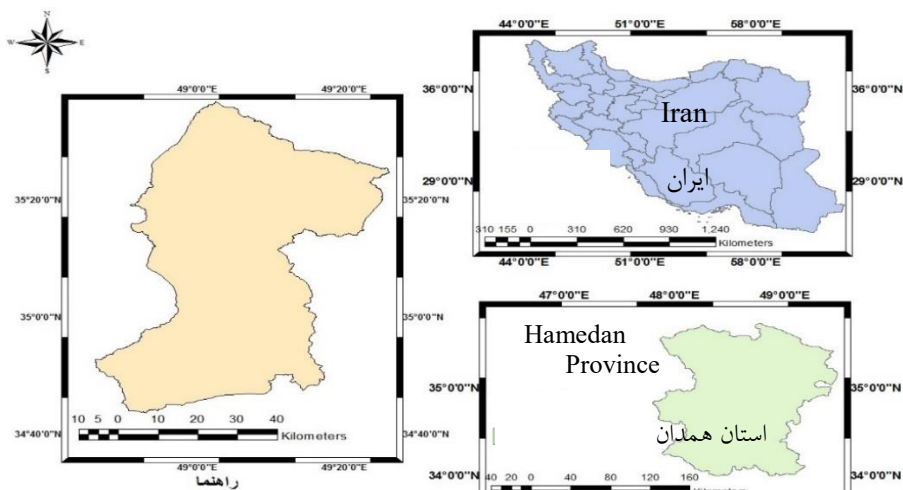 N
W E
S
49°0'0"E 49°20'0"E
35°20'0"N 35°20'0"N
35°0'0"N 35°0'0"N
34°40'0"N 34°40'0"N
10 5 0 10 20 30 40
Kilometers
49°0'0"E 49°20'0"E
راهنما
44°0'0"E 51°0'0"E 58°0'0"E
36°0'0"N 36°0'0"N
Iran
ایران
29°0'0"N 29°0'0"N
310 155 0 310 620 930 1,240
Kilometers
44°0'0"E 51°0'0"E 58°0'0"E
47°0'0"E 48°0'0"E 49°0'0"E
Hamedan
Province
35°0'0"N 35°0'0"N
استان همدان
34°0'0"N 34°0'0"N
40 20 0 40 80 120 160
Kilometers